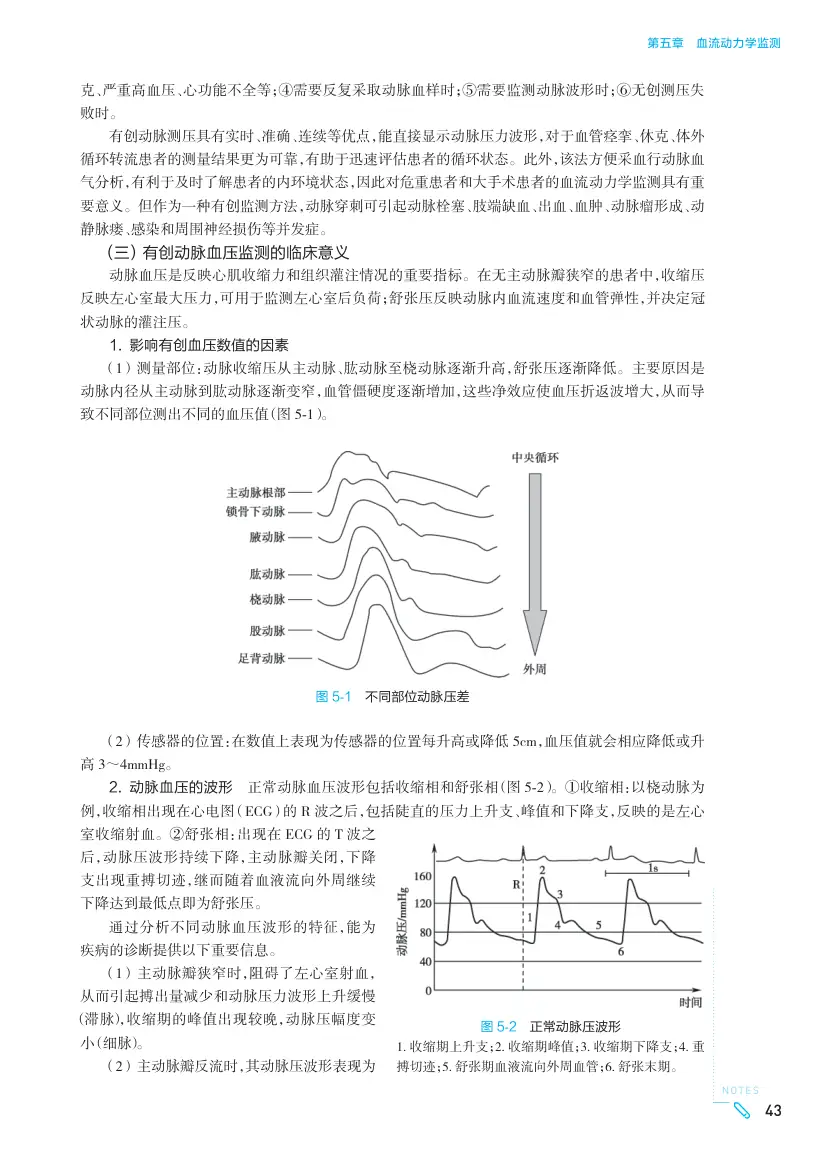 第五章　血流动力学监测
克、严重高血压、心功能不全等;④需要反复采取动脉血样时;⑤需要监测动脉波形时;⑥无创测压失
败时。
有创动脉测压具有实时、准确、连续等优点,能直接显示动脉压力波形,对于血管痉挛、休克、体外
循环转流患者的测量结果更为可靠,有助于迅速评估患者的循环状态。此外,该法方便采血行动脉血
气分析,有利于及时了解患者的内环境状态,因此对危重患者和大手术患者的血流动力学监测具有重
要意义。但作为一种有创监测方法,动脉穿刺可引起动脉栓塞、肢端缺血、出血、血肿、动脉瘤形成、动
静脉瘘、感染和周围神经损伤等并发症。
(三)有创动脉血压监测的临床意义
动脉血压是反映心肌收缩力和组织灌注情况的重要指标。在无主动脉瓣狭窄的患者中,收缩压
反映左心室最大压力,可用于监测左心室后负荷;舒张压反映动脉内血流速度和血管弹性,并决定冠
状动脉的灌注压。
1. 影响有创血压数值的因素
(1)测量部位:动脉收缩压从主动脉、肱动脉至桡动脉逐渐升高,舒张压逐渐降低。主要原因是
动脉内径从主动脉到肱动脉逐渐变窄,血管僵硬度逐渐增加,这些净效应使血压折返波增大,从而导
致不同部位测出不同的血压值(图 5-1)。
中央循环
主动脉根部
锁骨下动脉
腋动脉
肱动脉
桡动脉
股动脉
足背动脉
外周
图 5-1　不同部位动脉压差
(2)传感器的位置:在数值上表现为传感器的位置每升高或降低 5cm,血压值就会相应降低或升
高 3～4mmHg。
2. 动脉血压的波形　正常动脉血压波形包括收缩相和舒张相(图 5-2)。①收缩相:以桡动脉为
例,收缩相出现在心电图(ECG)的 R 波之后,包括陡直的压力上升支、峰值和下降支,反映的是左心
室收缩射血。②舒张相:出现在 ECG 的 T 波之
后,动脉压波形持续下降,主动脉瓣关闭,下降
支出现重搏切迹,继而随着血液流向外周继续
下降达到最低点即为舒张压。
通过分析不同动脉血压波形的特征,能为
疾病的诊断提供以下重要信息。
(1)主动脉瓣狭窄时,阻碍了左心室射血,
从而引起搏出量减少和动脉压力波形上升缓慢
(滞脉),收缩期的峰值出现较晚,动脉压幅度变
小(细脉)。
(2)主动脉瓣反流时,其动脉压波形表现为
动脉压/mmHg
160
120
80
40
0
R
1
2
3
4
5
6
1s
时间
图 5-2　正常动脉压波形
1. 收缩期上升支;2. 收缩期峰值;3. 收缩期下降支;4. 重
搏切迹;5. 舒张期血液流向外周血管;6. 舒张末期。
NOTES
43